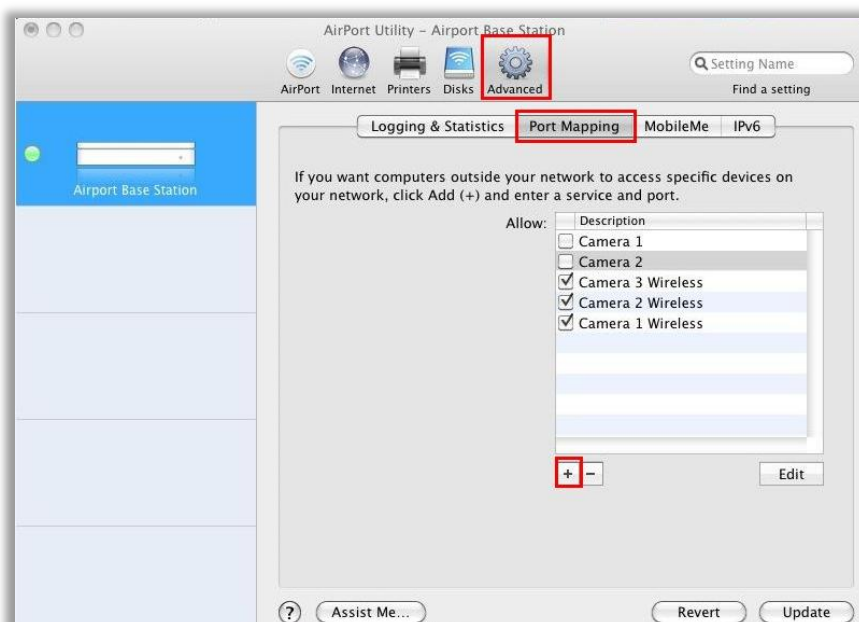 AirPort Utility – Airport Base Station
AirPort Internet Printers Disks Advanced
Setting Name
Find a setting
Logging & Statistics Port Mapping MobileMe IPv6
Airport Base Station
If you want computers outside your network to access specific devices on
your network, click Add (+) and enter a service and port.
Allow:
Description
Camera 1
Camera 2
Camera 3 Wireless
Camera 2 Wireless
Camera 1 Wireless
+ –
Edit
? Assist Me... Revert Update